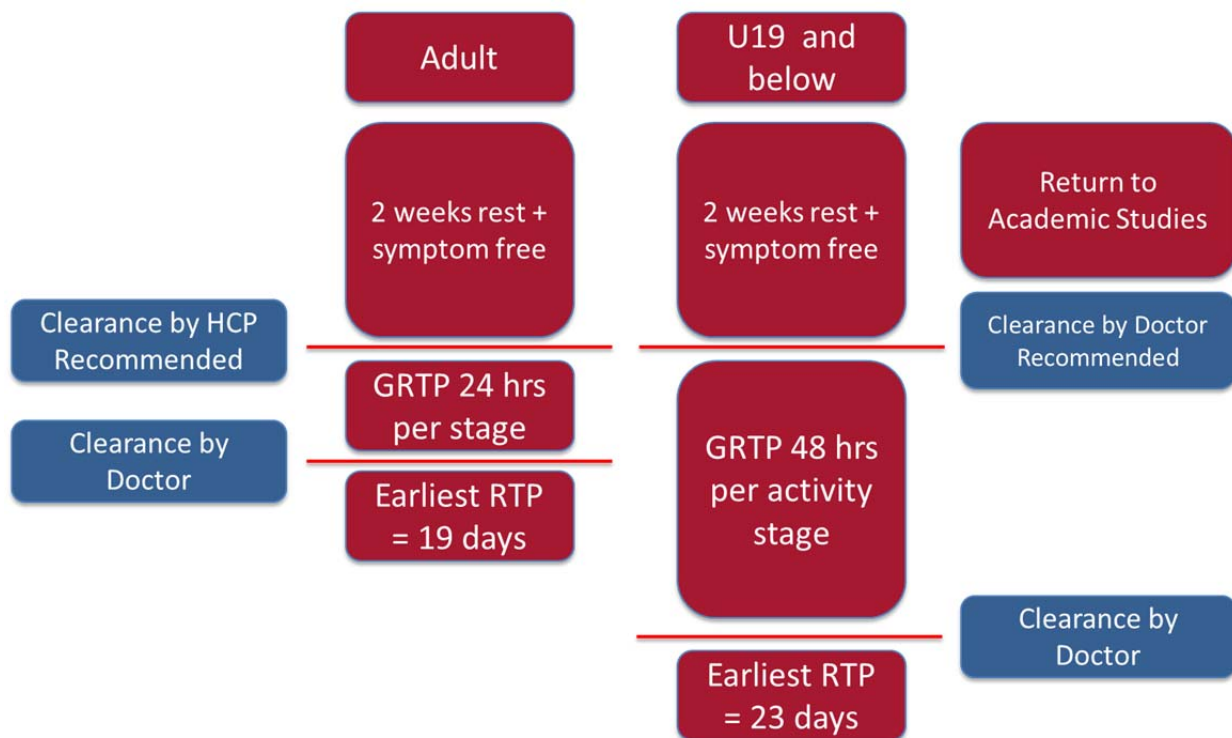 Adult
U19 and
below
2 weeks rest +
symptom free
2 weeks rest +
symptom free
Return to
Academic Studies
Clearance by HCP
Recommended
Clearance by Doctor
Recommended
GRTP 24 hrs
per stage
GRTP 48 hrs
per activity
stage
Clearance by
Doctor
Earliest RTP
= 19 days
Clearance by
Doctor
Earliest RTP
= 23 days